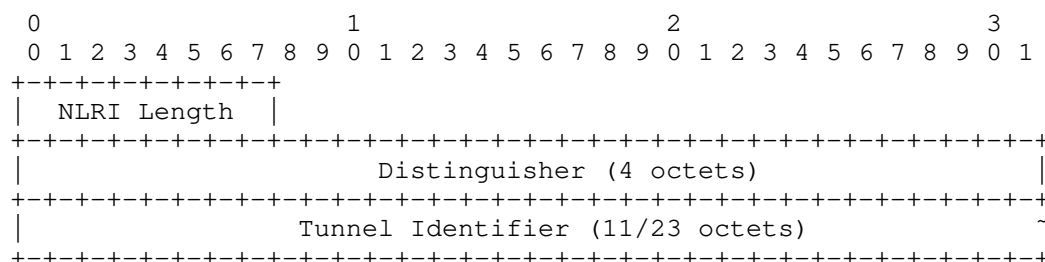 0                   1                   2                   3
 0 1 2 3 4 5 6 7 8 9 0 1 2 3 4 5 6 7 8 9 0 1 2 3 4 5 6 7 8 9 0 1
+-+-+-+-+-+-+-+-+
|  NLRI Length  |
+-+-+-+-+-+-+-+-+-+-+-+-+-+-+-+-+-+-+-+-+-+-+-+-+-+-+-+-+-+-+-+-+
|                      Distinguisher (4 octets)                 |
+-+-+-+-+-+-+-+-+-+-+-+-+-+-+-+-+-+-+-+-+-+-+-+-+-+-+-+-+-+-+-+-+
|                 Tunnel Identifier (11/23 octets)              ~
+-+-+-+-+-+-+-+-+-+-+-+-+-+-+-+-+-+-+-+-+-+-+-+-+-+-+-+-+-+-+-+-+